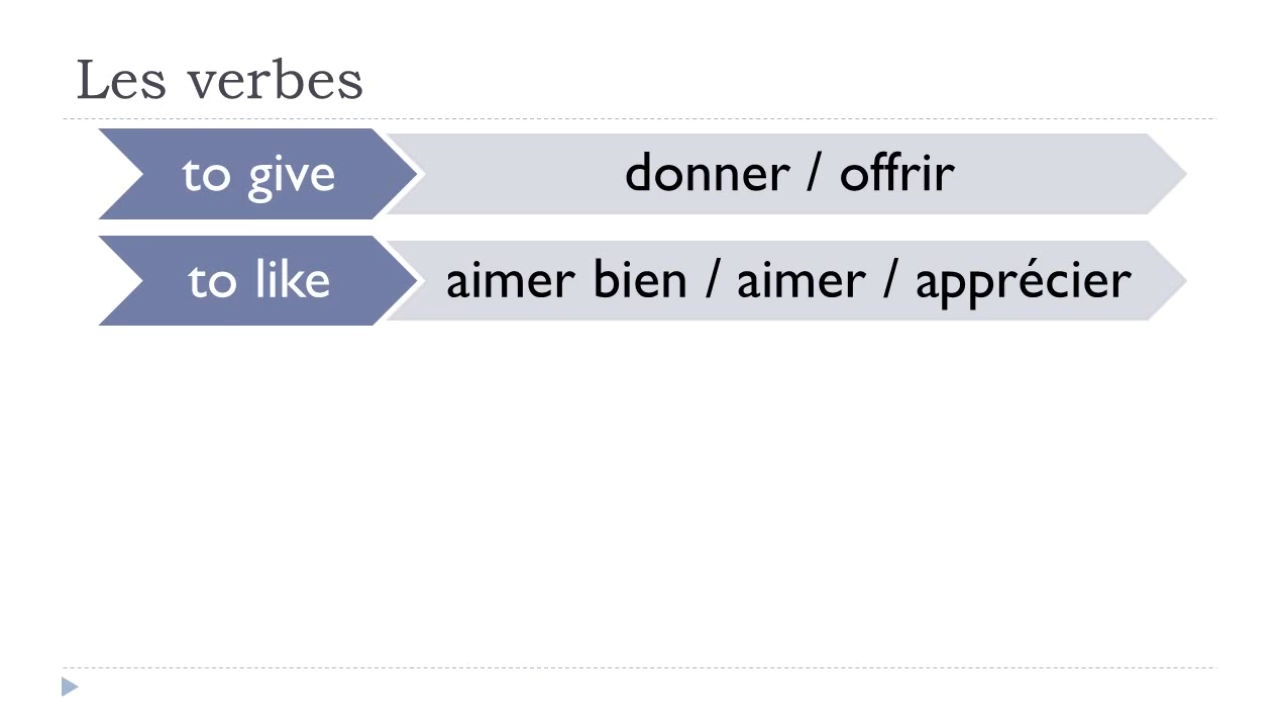 Les verbes
to give donner / offrir
to like aimer bien / aimer / apprécier